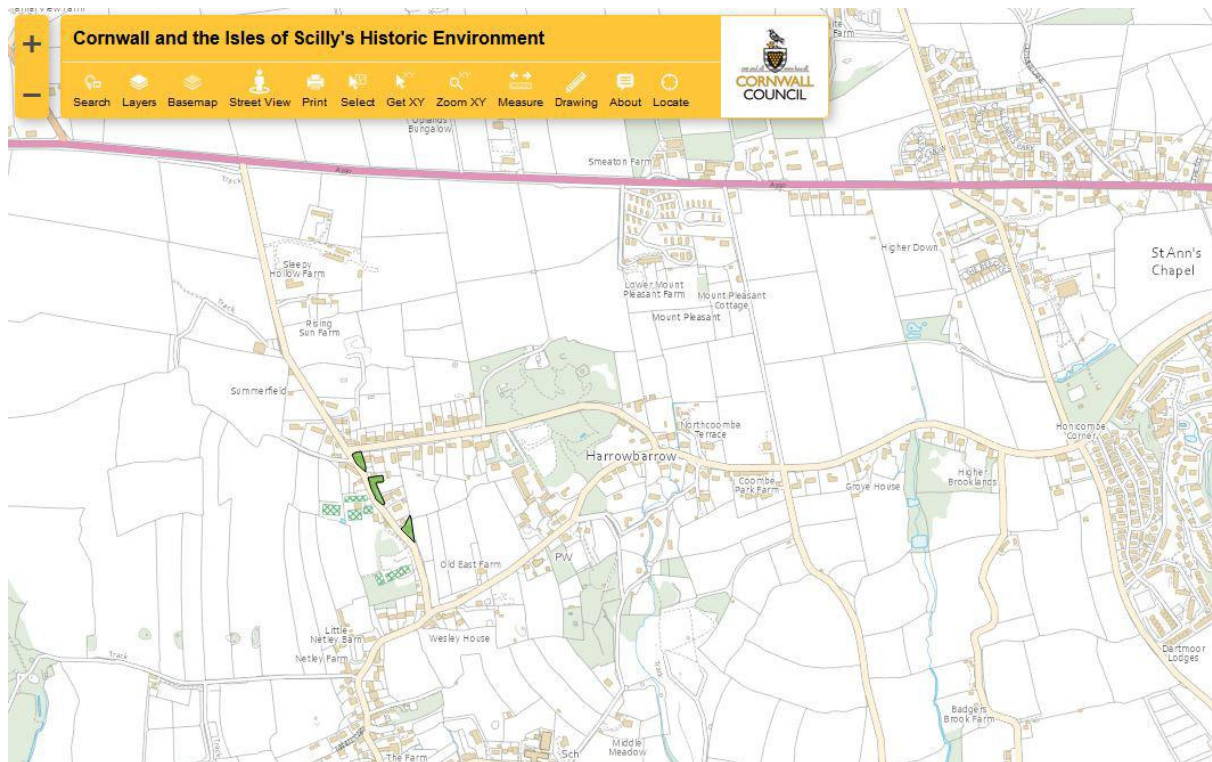 Cornwall and the Isles of Scilly's Historic Environment
Search Layers Basemap Street View Print Select Get XY Zoom XY Measure Drawing About Locate
CORNWALL
COUNCIL
Farm
Bungalow
Smeaton Farm
Track
Sleepy
Hollow Farm
Higher Down
St Ann's
Chapel
Lower Mount
Pleasant Farm
Mount Pleasant
Cottage
Mount Pleasant
Track
Rising
Sun Farm
Summerfield
Northcoombe
Terrace
Honicombe
Corner
Harrowbarrow
Coombe
Park Farm
Grove House
Higher
Brooklands
PW
Old East Farm
Little
Netley Barn
Wesley House
Netley Farm
Track
Dartmoor
Lodges
Track
Badgers
Brook Farm
Middle
Meadow
Sch
The Farm